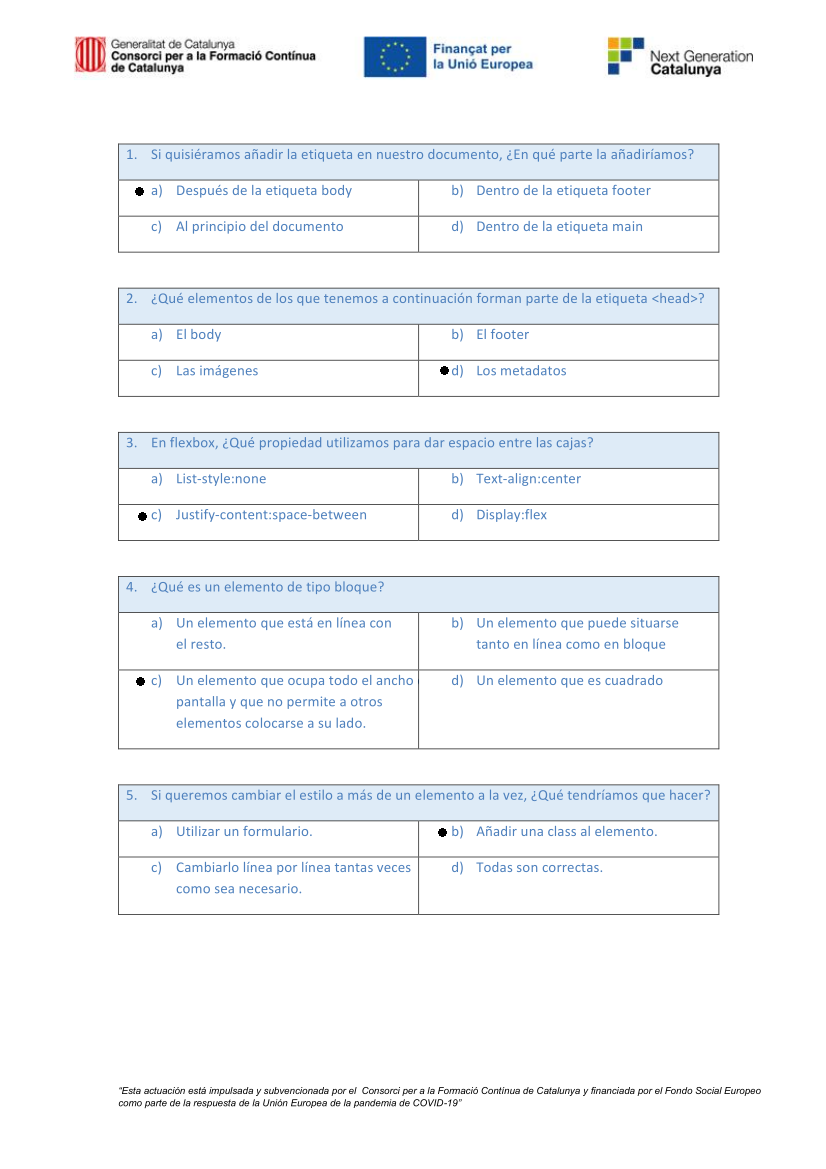 Generalitat de Catalunya
Consorci per a la Formació Contínua
de Catalunya
Finançat per
la Unió Europea
Next Generation
Catalunya
1. Si quisiéramos añadir la etiqueta en nuestro documento, ¿En qué parte la añadiríamos?
a) Después de la etiqueta body
b) Dentro de la etiqueta footer
c) Al principio del documento
d) Dentro de la etiqueta main
2. ¿Qué elementos de los que tenemos a continuación forman parte de la etiqueta <head>?
a) El body
b) El footer
c) Las imágenes
d) Los metadatos
3. En flexbox, ¿Qué propiedad utilizamos para dar espacio entre las cajas?
a) List-style:none
b) Text-align:center
c) Justify-content:space-between
d) Display:flex
4. ¿Qué es un elemento de tipo bloque?
a) Un elemento que está en línea con
el resto.
b) Un elemento que puede situarse
tanto en línea como en bloque
c) Un elemento que ocupa todo el ancho
pantalla y que no permite a otros
elementos colocarse a su lado.
d) Un elemento que es cuadrado
5. Si queremos cambiar el estilo a más de un elemento a la vez, ¿Qué tendríamos que hacer?
a) Utilizar un formulario.
b) Añadir una class al elemento.
c) Cambiarlo línea por línea tantas veces
como sea necesario.
d) Todas son correctas.
“Esta actuación está impulsada y subvencionada por el Consorci per a la Formació Contínua de Catalunya y financiada por el Fondo Social Europeo
como parte de la respuesta de la Unión Europea de la pandemia de COVID-19”